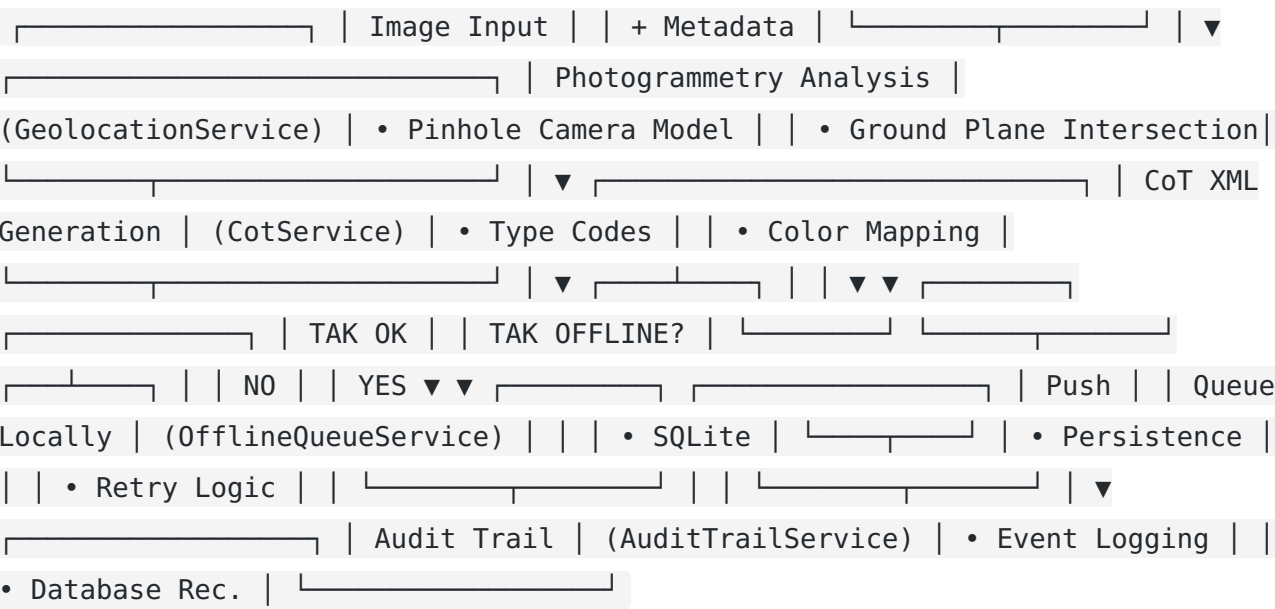 ┌──────────────────┐ │ Image Input │ │ + Metadata │ └─────────┬────────┘ │ ▼
┌──────────────────────────────┐ │ Photogrammetry Analysis │
(GeolocationService) │ • Pinhole Camera Model │ │ • Ground Plane Intersection│
└─────────┬────────────────────┘ │ ▼ ┌──────────────────────────────┐ │ CoT XML
Generation │ (CotService) │ • Type Codes │ │ • Color Mapping │
└─────────┬────────────────────┘ │ ▼ ┌────┴────┐ │ │ ▼ ▼ ┌─────────┐
┌───────────────┐ │ TAK OK │ │ TAK OFFLINE? │ └─────────┘ └───────┬───────┘
┌───┴────┐ │ │ NO │ │ YES ▼ ▼ ┌──────────┐ ┌──────────────────┐ │ Push │ │ Queue
Locally │ (OfflineQueueService) │ │ │ • SQLite │ └────┬────┘ │ • Persistence │
│ │ • Retry Logic │ │ └─────────┬─────────┘ │ │ └─────────┬────────┘ │ ▼
┌───────────────────┐ │ Audit Trail │ (AuditTrailService) │ • Event Logging │ │
• Database Rec. │ └───────────────────┘